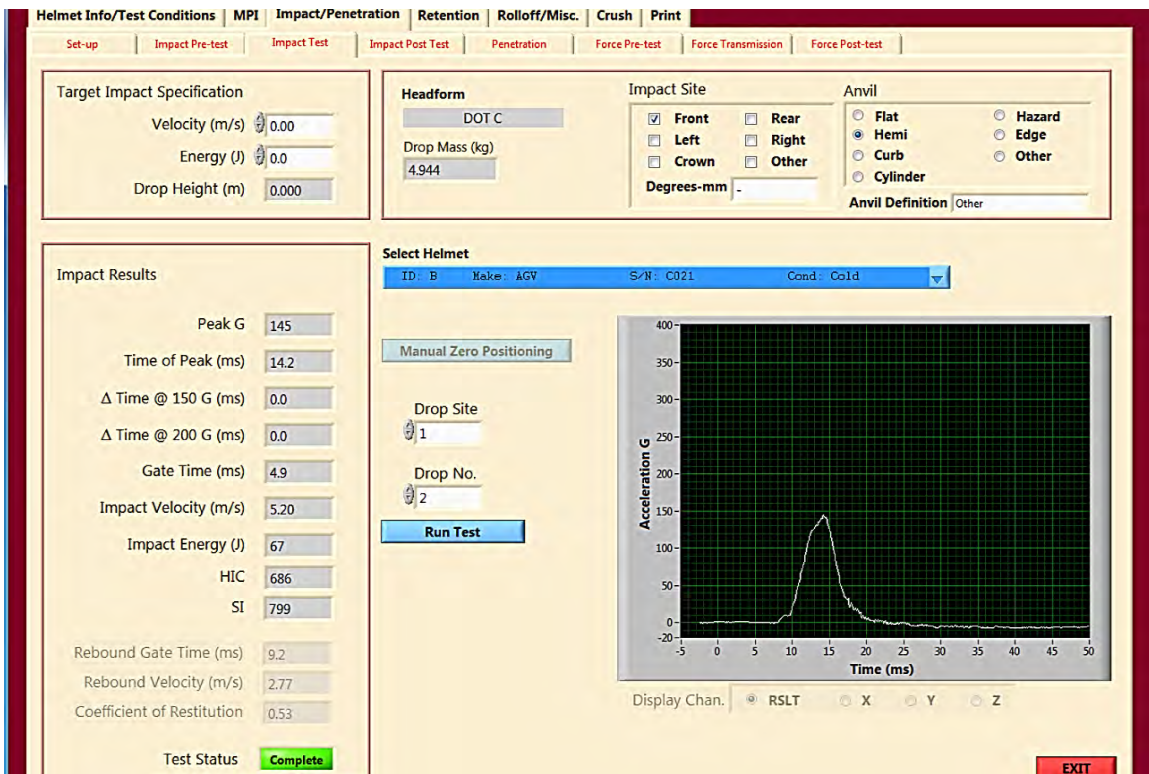 Helmet Info/Test Conditions MPI Impact/Penetration Retention Rolloff/Misc. Crush Print
Set-up Impact Pre-test Impact Test Impact Post Test Penetration Force Pre-test Force Transmission Force Post-test
Target Impact Specification
Velocity (m/s) 0.00
Energy (J) 0.0
Drop Height (m) 0.000
Headform
DOT C
Drop Mass (kg)
4.944
Impact Site
Front Rear
Left Right
Crown Other
Degrees-mm -
Anvil
Flat Hazard
Hemi Edge
Curb Other
Cylinder
Anvil Definition Other
Impact Results
Peak G 145
Time of Peak (ms) 14.2
Δ Time @ 150 G (ms) 0.0
Δ Time @ 200 G (ms) 0.0
Gate Time (ms) 4.9
Impact Velocity (m/s) 5.20
Impact Energy (J) 67
HIC 686
SI 799
Rebound Gate Time (ms) 9.2
Rebound Velocity (m/s) 2.77
Coefficient of Restitution 0.53
Test Status Complete
Select Helmet
ID: B Make: AGV S/N: C021 Cond: Cold
Manual Zero Positioning
Drop Site
1
Drop No.
2
Run Test
Acceleration G
400
350
300
250
200
150
100
50
0
-20
-5 0 5 10 15 20 25 30 35 40 45 50
Time (ms)
Display Chan. RSLT X Y Z
EXIT